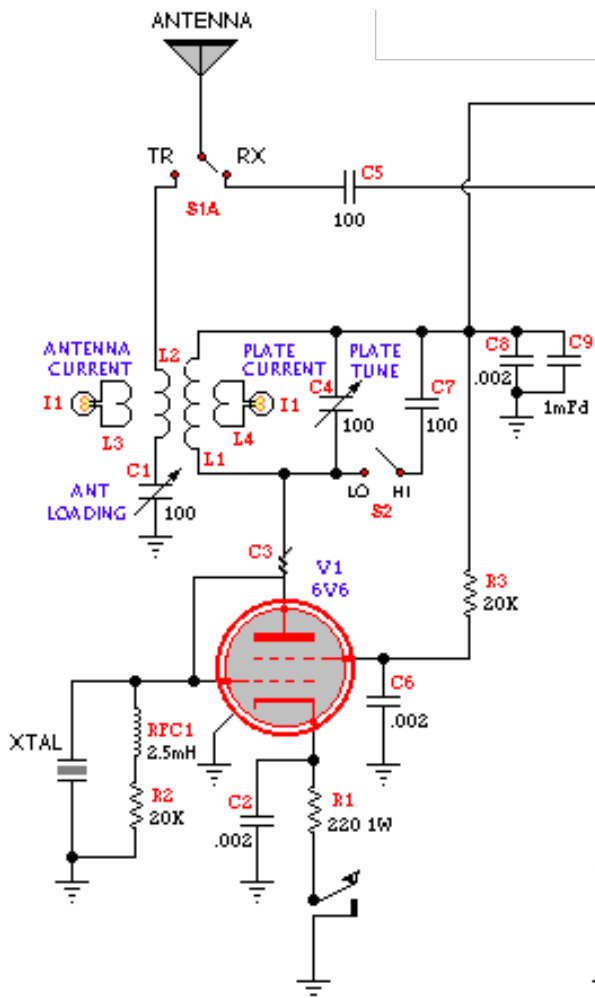 ANTENNA
TR
RX
S1A
C5
100
ANTENNA
CURRENT
L2
PLATE
CURRENT
PLATE
TUNE
C4
C7
C8
.002
C9
1mFd
I1
L3
L4
I1
100
100
C1
L1
ANT
LOADING
100
LO
HI
S2
C3
V1
6V6
R3
20K
C6
.002
XTAL
RFC1
2.5mH
R2
20K
C2
.002
R1
220 1W